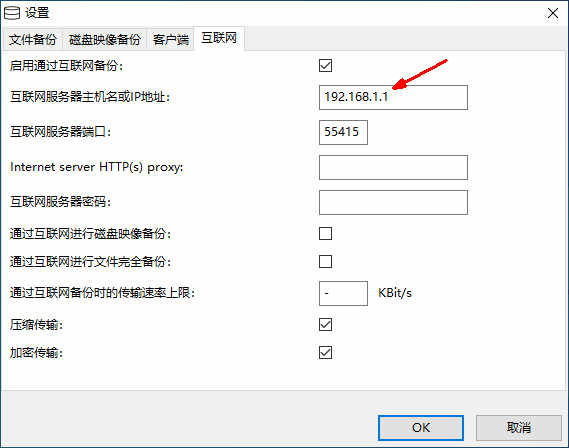 设置
文件备份 磁盘映像备份 客户端 互联网
启用通过互联网备份:
互联网服务器主机名或IP地址: 192.168.1.1
互联网服务器端口: 55415
Internet server HTTP(s) proxy:
互联网服务器密码:
通过互联网进行磁盘映像备份:
通过互联网进行文件完全备份:
通过互联网备份时的传输速率上限: - KBit/s
压缩传输:
加密传输:
OK 取消